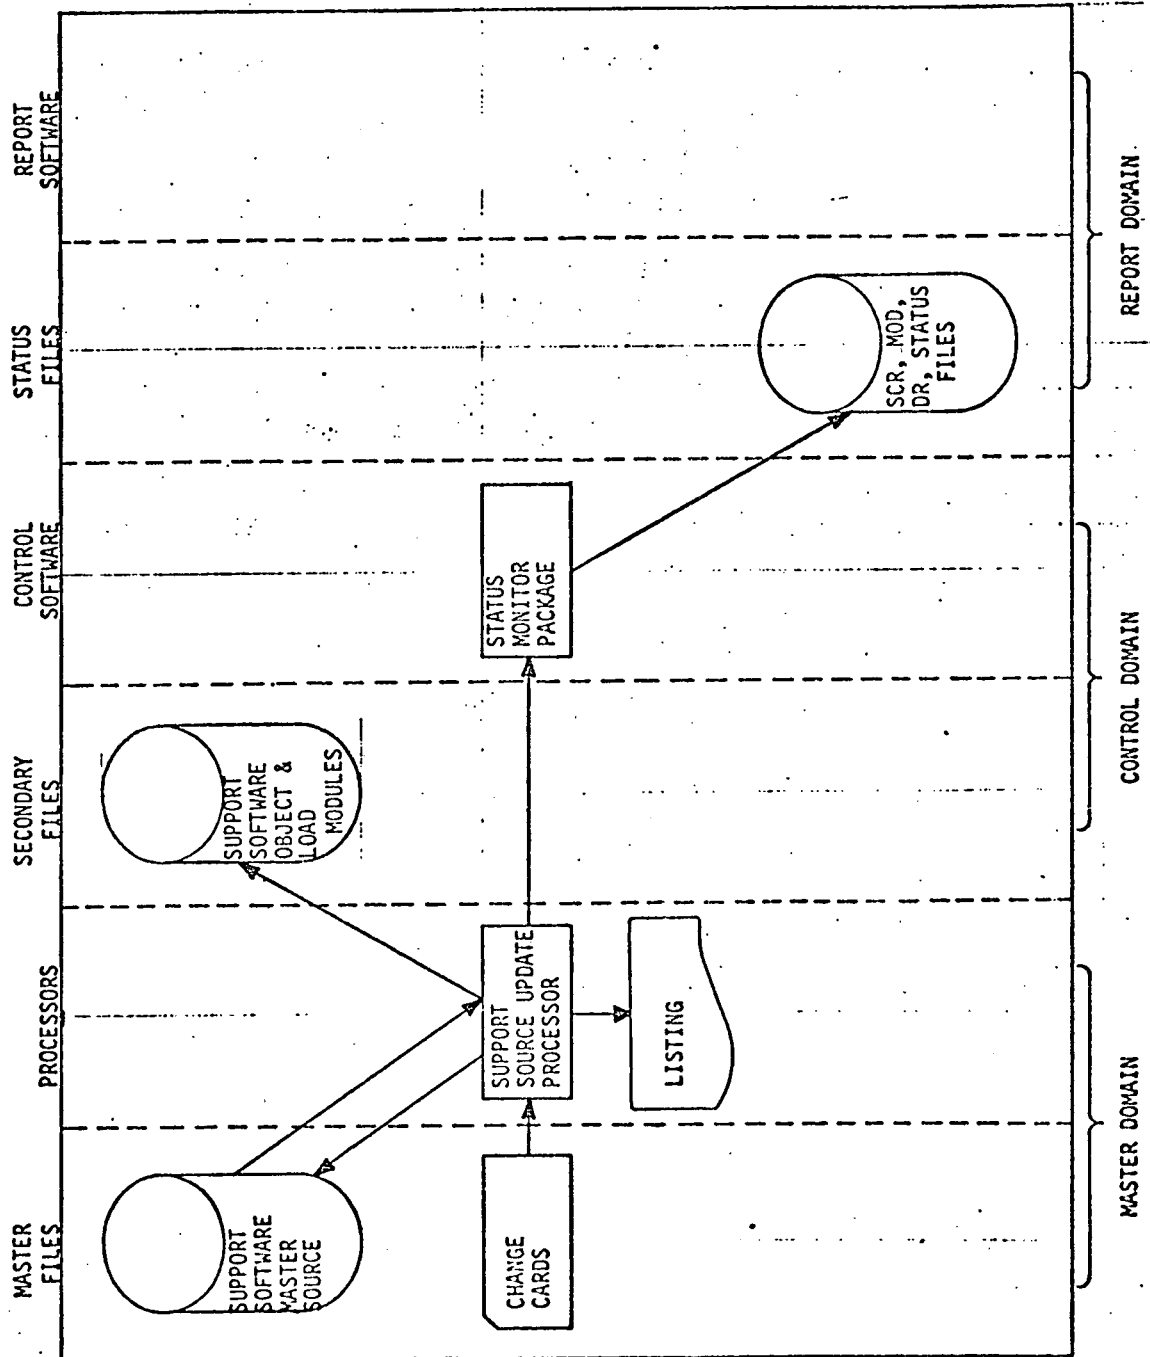 MASTER
FILES
PROCESSORS
SECONDARY
FILES
CONTROL
SOFTWARE
STATUS
FILES
REPORT
SOFTWARE
SUPPORT
SOFTWARE
MASTER
SOURCE
SUPPORT
SOFTWARE
OBJECT &
LOAD
MODULES
CHANGE
CARDS
SUPPORT
SOURCE UPDATE
PROCESSOR
STATUS
MONITOR
PACKAGE
LISTING
SCR, MOD,
DR, STATUS
FILES
MASTER DOMAIN
CONTROL DOMAIN
REPORT DOMAIN